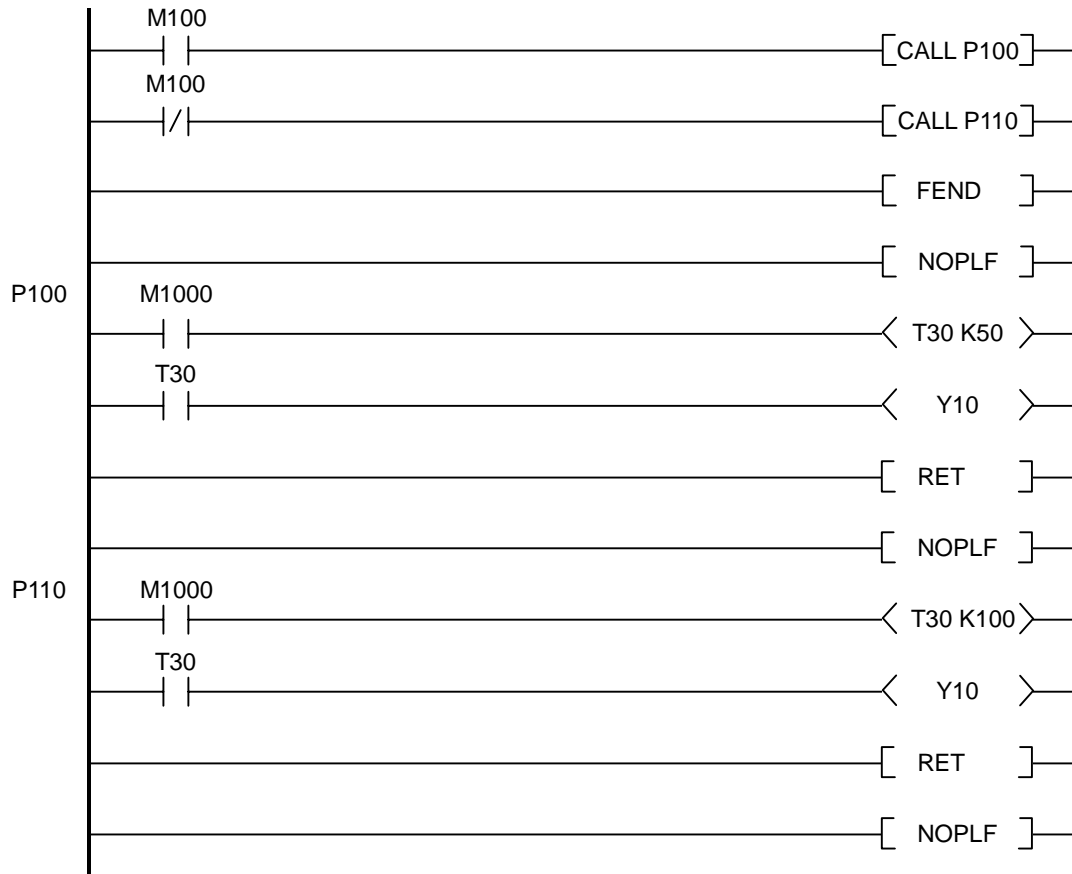 M100
CALL P100
M100
CALL P110
FEND
NOPLF
P100 M1000
T30 K50
T30
Y10
RET
NOPLF
P110 M1000
T30 K100
T30
Y10
RET
NOPLF